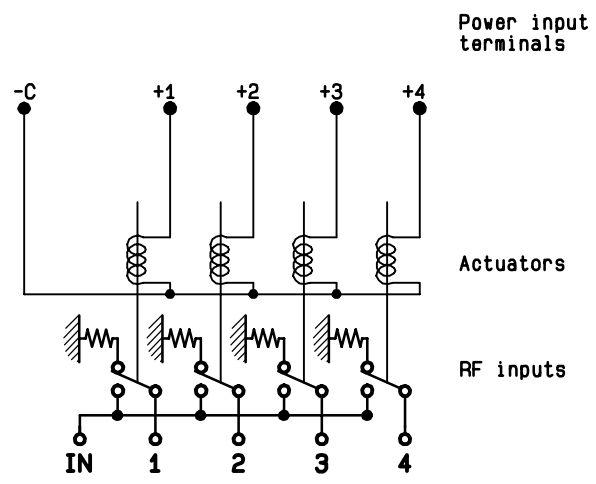 Power input
terminals
-C +1 +2 +3 +4
Actuators
RF inputs
IN 1 2 3 4